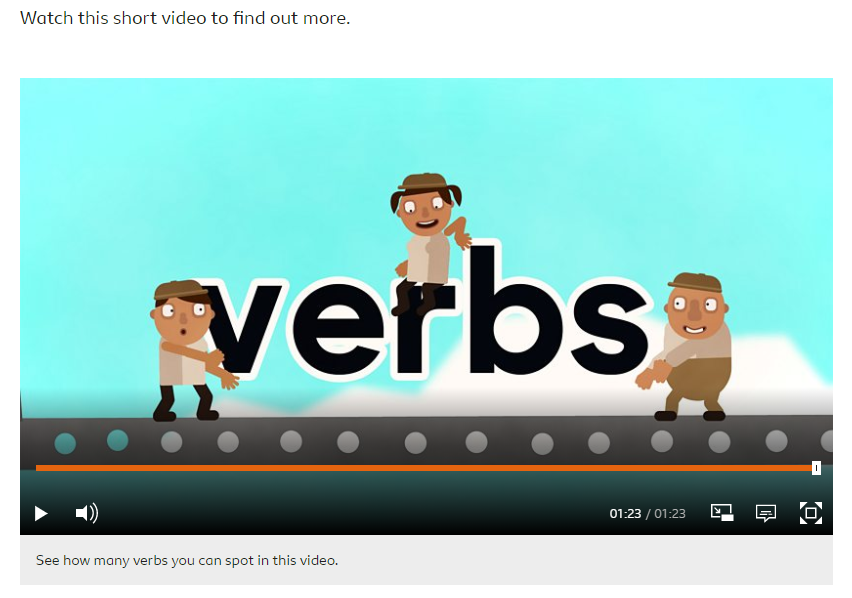 Watch this short video to find out more.
verbs
01:23 / 01:23
See how many verbs you can spot in this video.